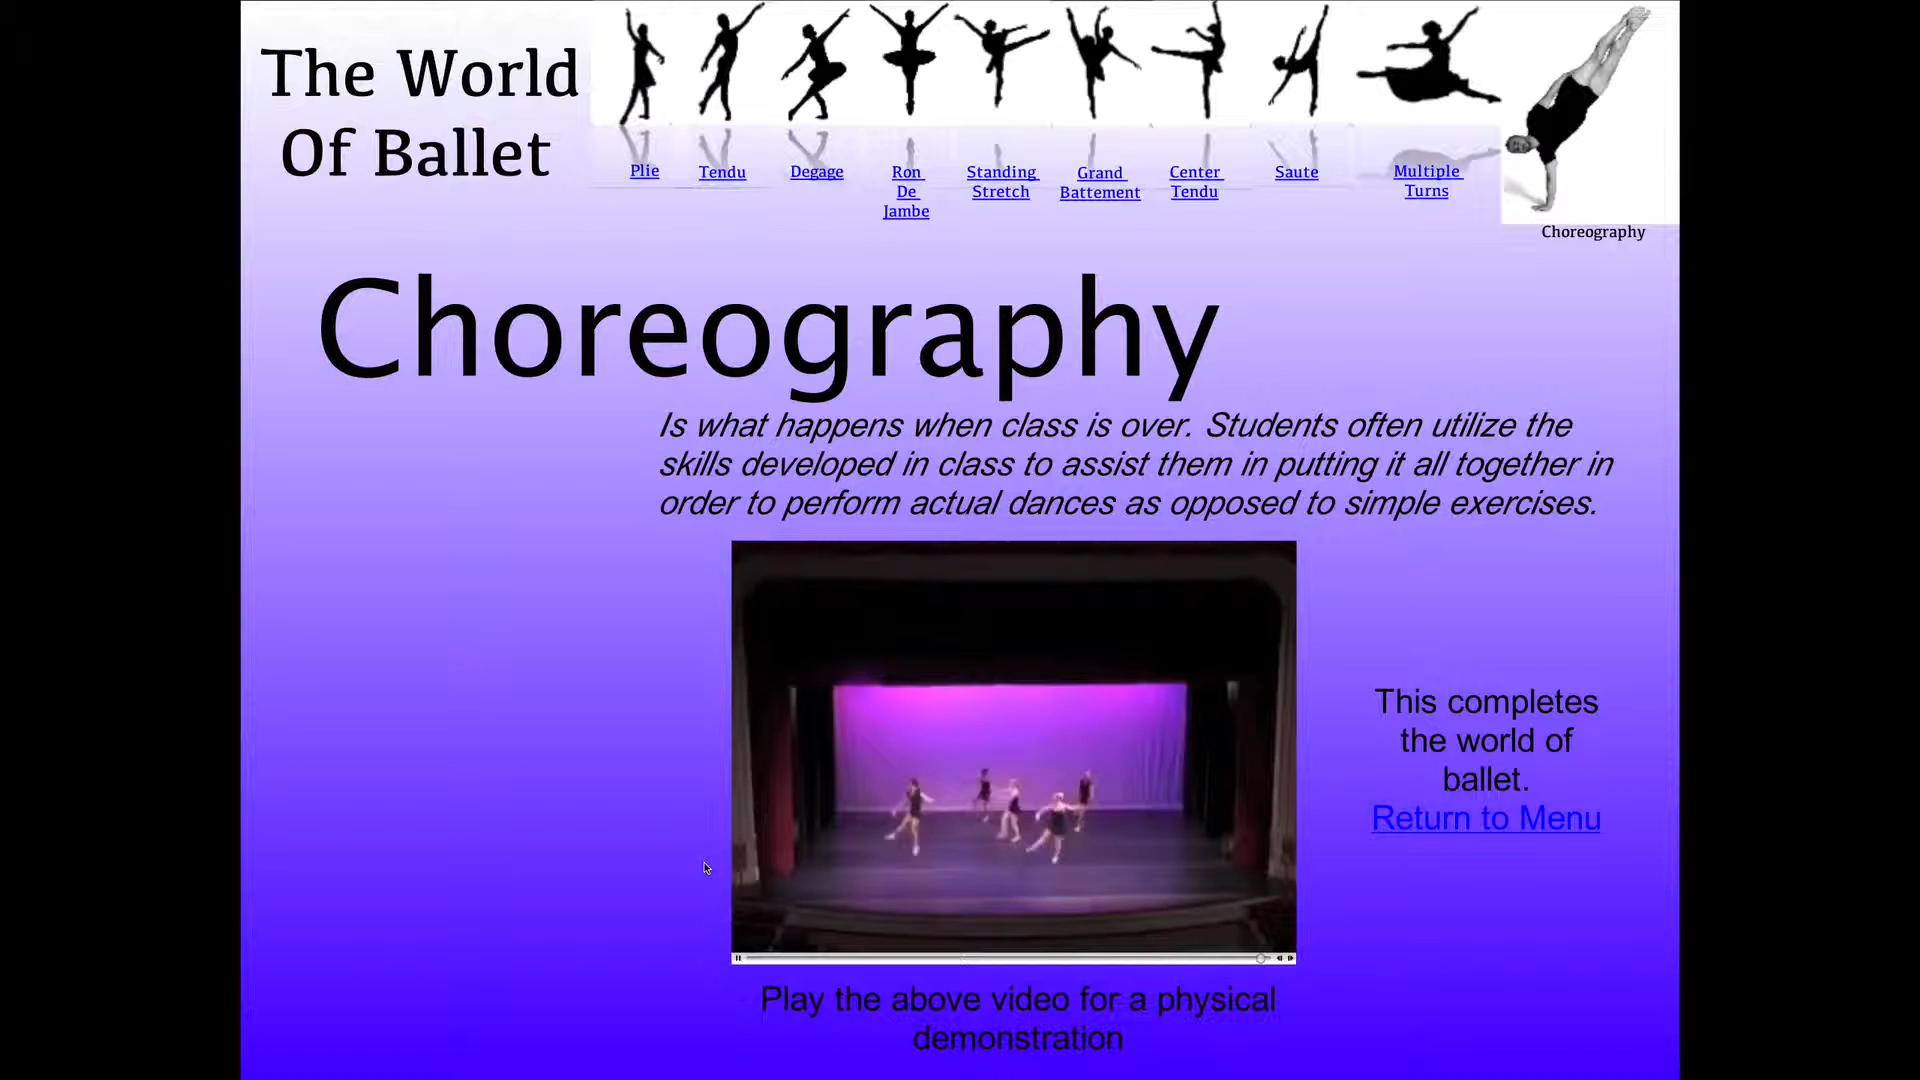 The World
Of Ballet
Plie
Tendu
Degage
Ron
De
Jambe
Standing
Stretch
Grand
Battement
Center
Tendu
Saute
Multiple
Turns
Choreography
Choreography
Is what happens when class is over. Students often utilize the
skills developed in class to assist them in putting it all together in
order to perform actual dances as opposed to simple exercises.
This completes
the world of
ballet.
Return to Menu
Play the above video for a physical
demonstration